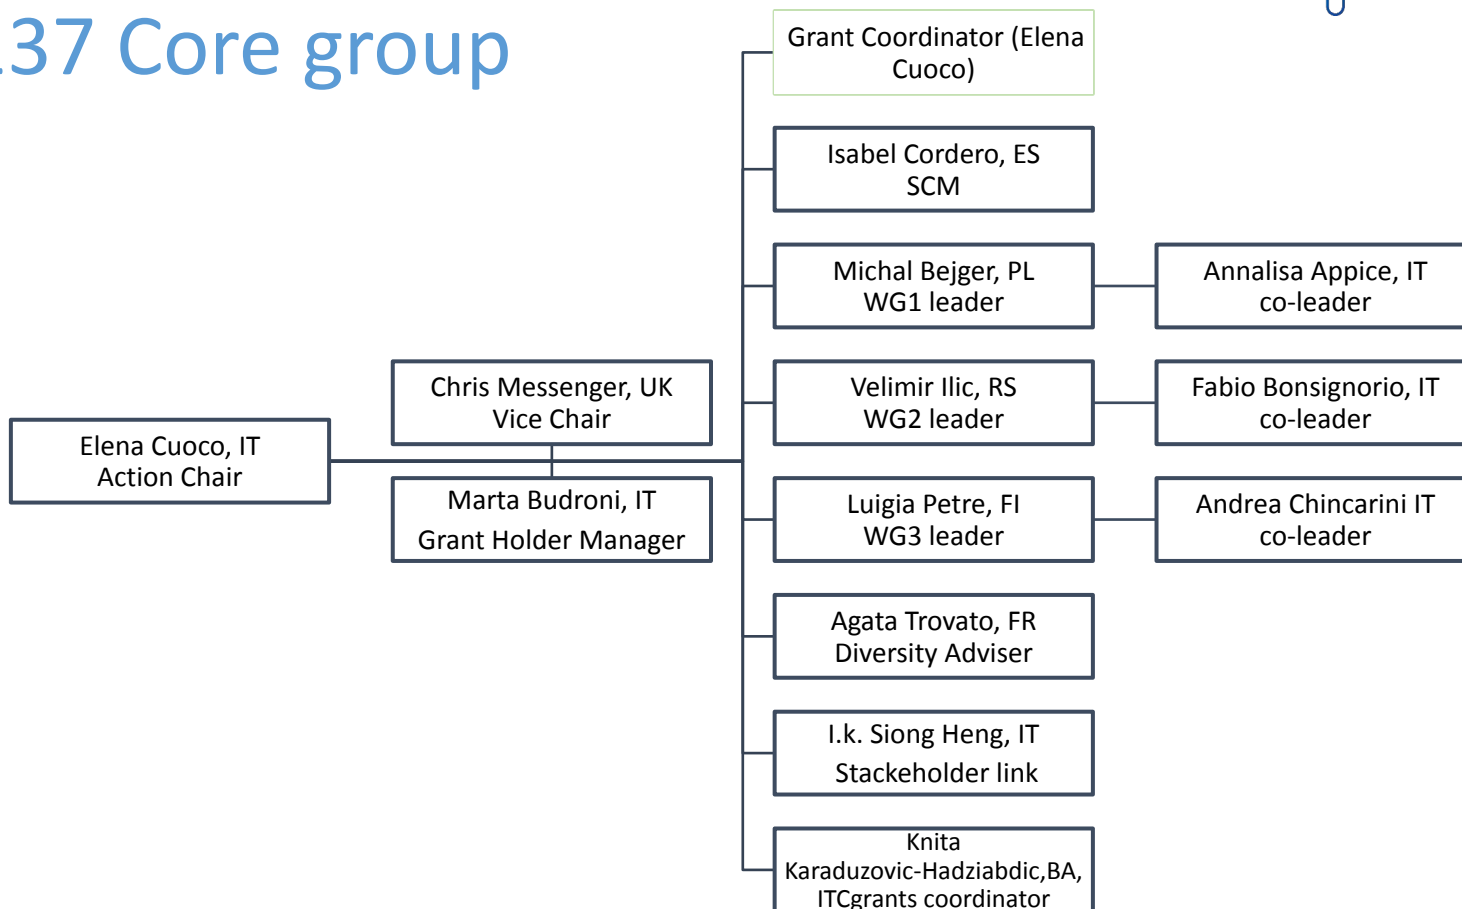 137 Core group
Grant Coordinator (Elena
Cuoco)
Isabel Cordero, ES
SCM
Michal Bejger, PL
WG1 leader
Annalisa Appice, IT
co-leader
Chris Messenger, UK
Vice Chair
Velimir Ilic, RS
WG2 leader
Fabio Bonsignorio, IT
co-leader
Elena Cuoco, IT
Action Chair
Marta Budroni, IT
Grant Holder Manager
Luigia Petre, FI
WG3 leader
Andrea Chincarini IT
co-leader
Agata Trovato, FR
Diversity Adviser
I.k. Siong Heng, IT
Stackeholder link
Knita
Karaduzovic-Hadziabdic,BA,
ITCgrants coordinator